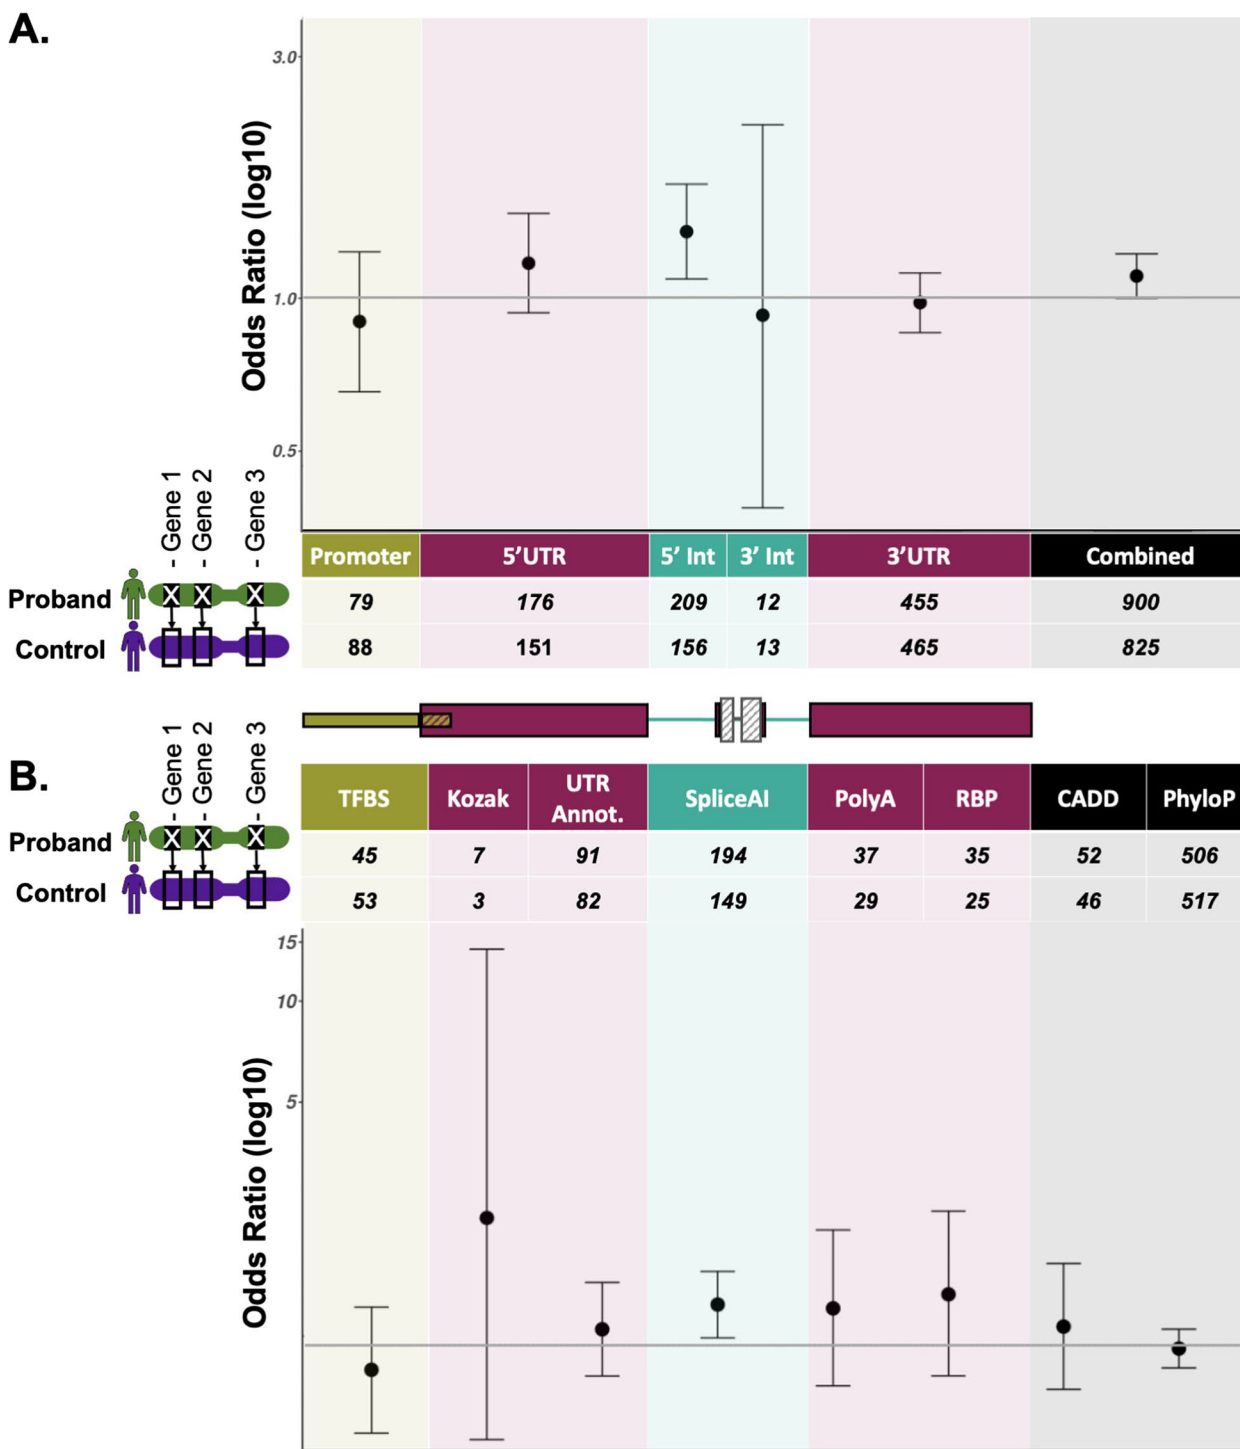 A.
Odds Ratio (log10)
3.0
1.0
0.5
Gene 1
Gene 2
Gene 3
Promoter 5'UTR 5' Int 3' Int 3'UTR Combined
Proband X X X 79 176 209 12 455 900
Control 88 151 156 13 465 825
B.
Gene 1
Gene 2
Gene 3
TFBS Kozak UTR Annot. SpliceAI PolyA RBP CADD PhyloP
Proband X X X 45 7 91 194 37 35 52 506
Control 53 3 82 149 29 25 46 517
Odds Ratio (log10)
15
10
5